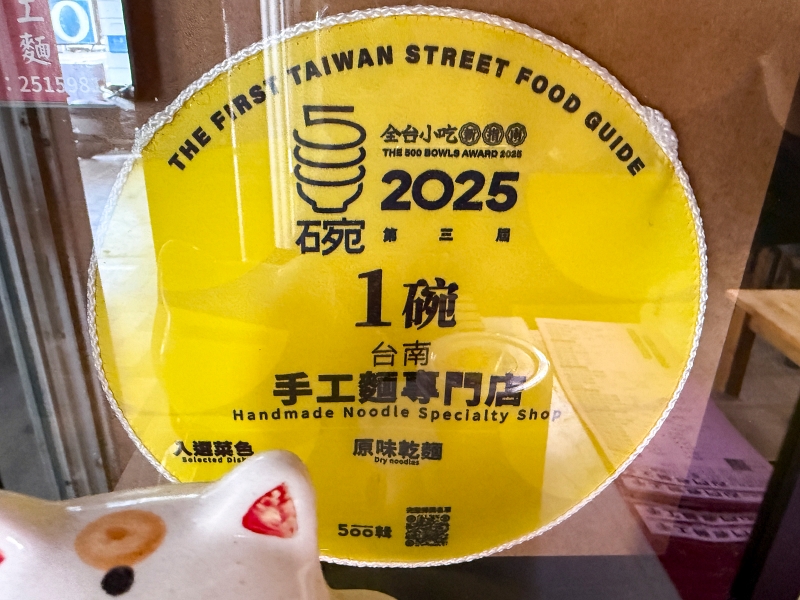 工麵
: 2515983
THE FIRST TAIWAN STREET FOOD GUIDE
全台小吃
THE 500 BOWLS AWARD 2025
2025
碗
第三屆
1碗
台南
手工麵專門店
Handmade Noodle Specialty Shop
入選菜色
Selected Dish
原味乾麵
Dry noodles
500輯